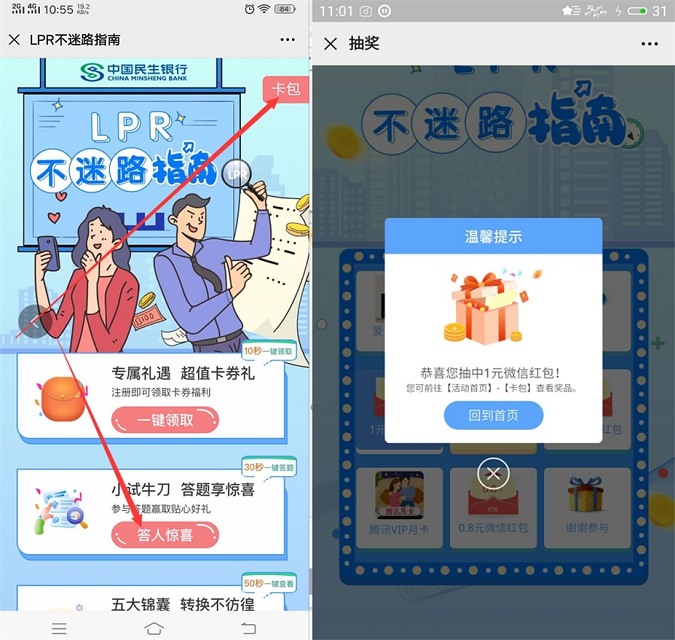 2G 4G 10:55 19.2 KB/s 84
LPR不迷路指南
中国民生银行
CHINA MINSHENG BANK
卡包
LPR
不迷路指南
LPR
10秒一键领取
专属礼遇 超值卡券礼
注册即可领取卡券福利
一键领取
30秒一键答题
小试牛刀 答题享惊喜
参与答题赢取贴心好礼
答人惊喜
50秒一键查看
五大锦囊 转换不彷徨
11:01 31
抽奖
LPR
不迷路指南
温馨提示
恭喜您抽中1元微信红包!
您可前往【活动首页】-【卡包】查看奖品。
回到首页
腾讯月卡
腾讯VIP月卡
0.8元微信红包
谢谢参与